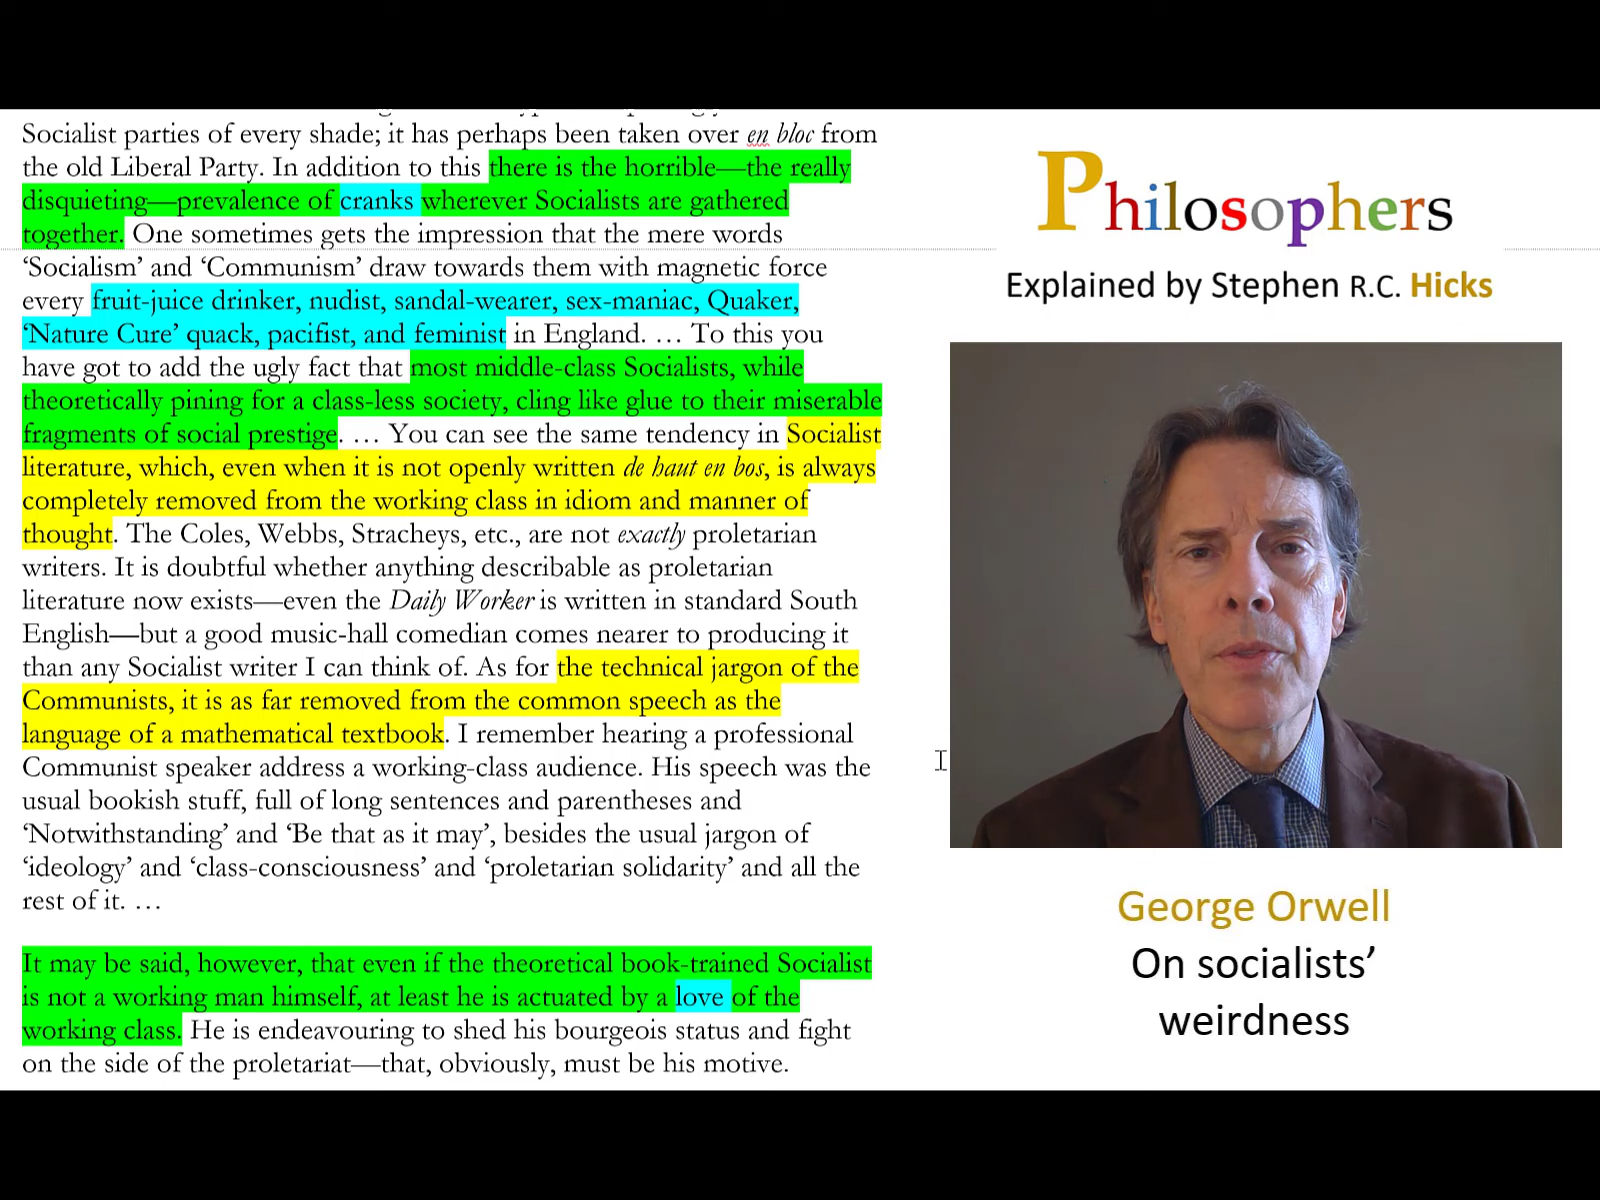 Socialist parties of every shade; it has perhaps been taken over en bloc from
the old Liberal Party. In addition to this there is the horrible—the really
disquieting—prevalence of cranks wherever Socialists are gathered
together. One sometimes gets the impression that the mere words
‘Socialism’ and ‘Communism’ draw towards them with magnetic force
every fruit-juice drinker, nudist, sandal-wearer, sex-maniac, Quaker,
‘Nature Cure’ quack, pacifist, and feminist in England. … To this you
have got to add the ugly fact that most middle-class Socialists, while
theoretically pining for a class-less society, cling like glue to their miserable
fragments of social prestige. … You can see the same tendency in Socialist
literature, which, even when it is not openly written de haut en bos, is always
completely removed from the working class in idiom and manner of
thought. The Coles, Webbs, Stracheys, etc., are not exactly proletarian
writers. It is doubtful whether anything describable as proletarian
literature now exists—even the Daily Worker is written in standard South
English—but a good music-hall comedian comes nearer to producing it
than any Socialist writer I can think of. As for the technical jargon of the
Communists, it is as far removed from the common speech as the
language of a mathematical textbook. I remember hearing a professional
Communist speaker address a working-class audience. His speech was the
usual bookish stuff, full of long sentences and parentheses and
‘Notwithstanding’ and ‘Be that as it may’, besides the usual jargon of
‘ideology’ and ‘class-consciousness’ and ‘proletarian solidarity’ and all the
rest of it. …
It may be said, however, that even if the theoretical book-trained Socialist
is not a working man himself, at least he is actuated by a love of the
working class. He is endeavouring to shed his bourgeois status and fight
on the side of the proletariat—that, obviously, must be his motive.
Philosophers
Explained by Stephen R.C. Hicks
George Orwell
On socialists’
weirdness